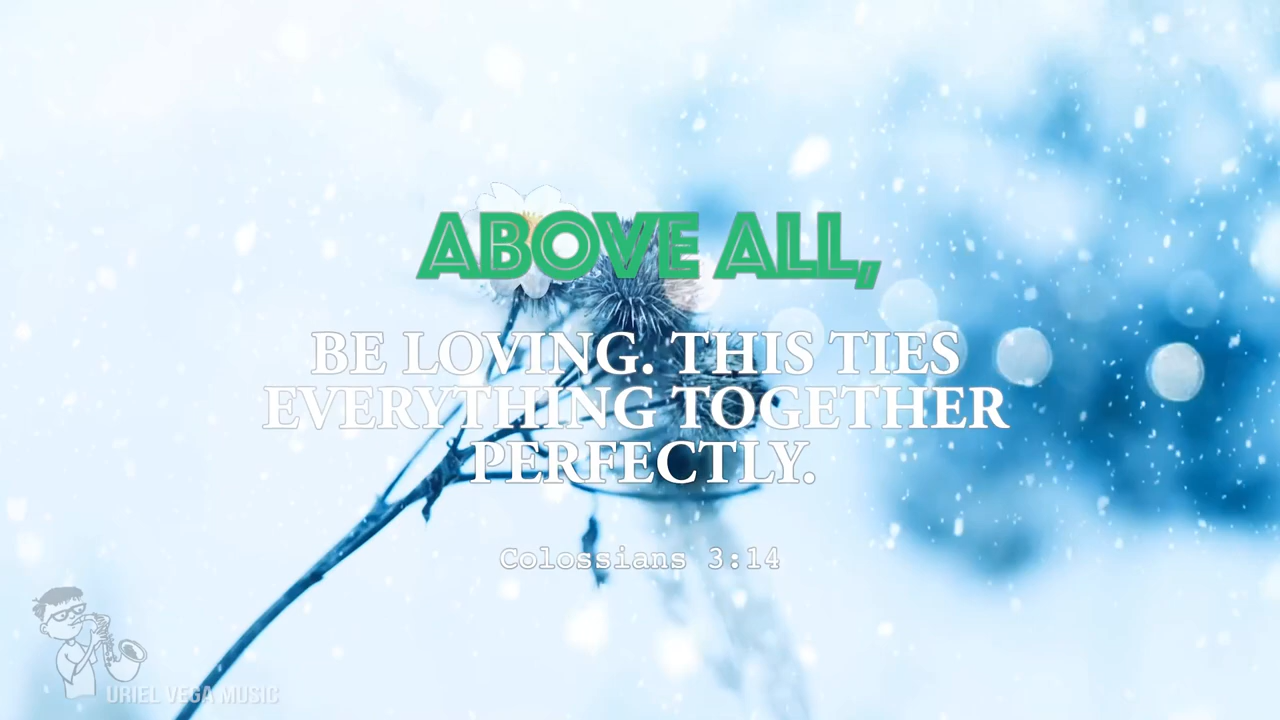 ABOVE ALL,
BE LOVING. THIS TIES
EVERYTHING TOGETHER
PERFECTLY.
Colossians 3:14
URIEL VEGA MUSIC